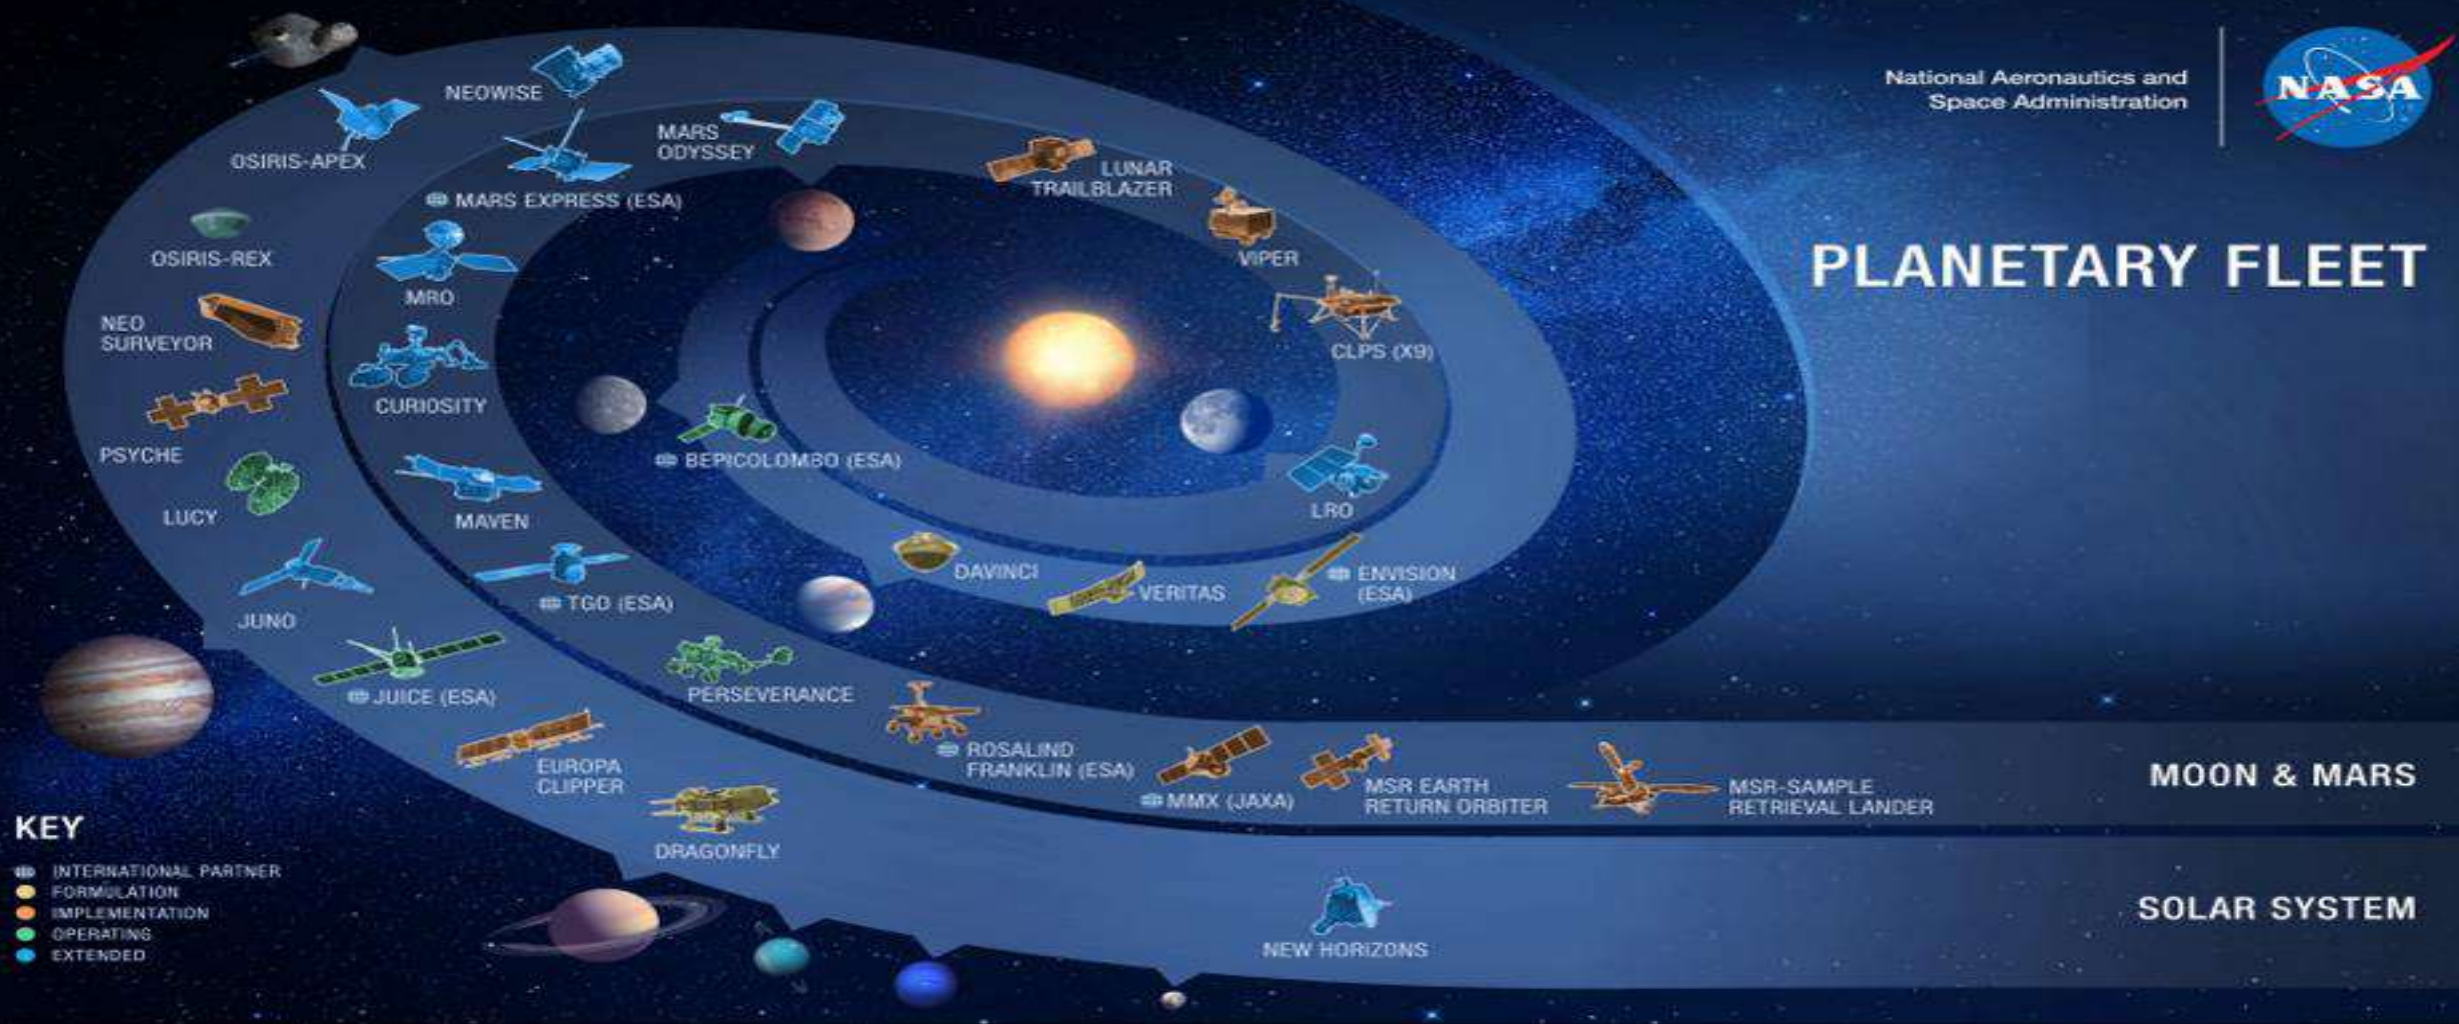 National Aeronautics and
Space Administration
NASA
PLANETARY FLEET
NEOWISE
OSIRIS-APEX
MARS
ODYSSEY
MARS EXPRESS (ESA)
LUNAR
TRAILBLAZER
VIPER
OSIRIS-REX
MRO
NEO
SURVEYOR
CLPS (X9)
CURIOSITY
PSYCHE
BEPICOLOMBO (ESA)
LUCY
MAVEN
LRO
DAVINCI
VERITAS
ENVISION
(ESA)
JUNO
TGO (ESA)
JUICE (ESA)
PERSEVERANCE
EUROPA
CLIPPER
ROSALIND
FRANKLIN (ESA)
MMX (JAXA)
MSR EARTH
RETURN ORBITER
MSR-SAMPLE
RETRIEVAL LANDER
MOON & MARS
DRAGONFLY
NEW HORIZONS
SOLAR SYSTEM
KEY
INTERNATIONAL PARTNER
FORMULATION
IMPLEMENTATION
OPERATING
EXTENDED